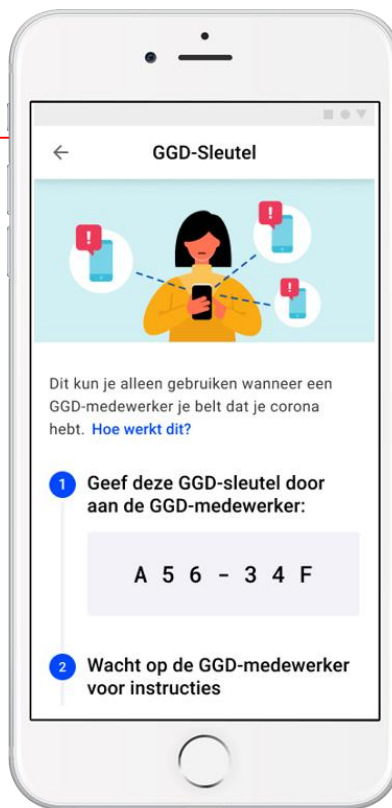 GGD-Sleutel
Dit kun je alleen gebruiken wanneer een
GGD-medewerker je belt dat je corona
hebt. Hoe werkt dit?
1 Geef deze GGD-sleutel door
aan de GGD-medewerker:
A 5 6 - 3 4 F
2 Wacht op de GGD-medewerker
voor instructies